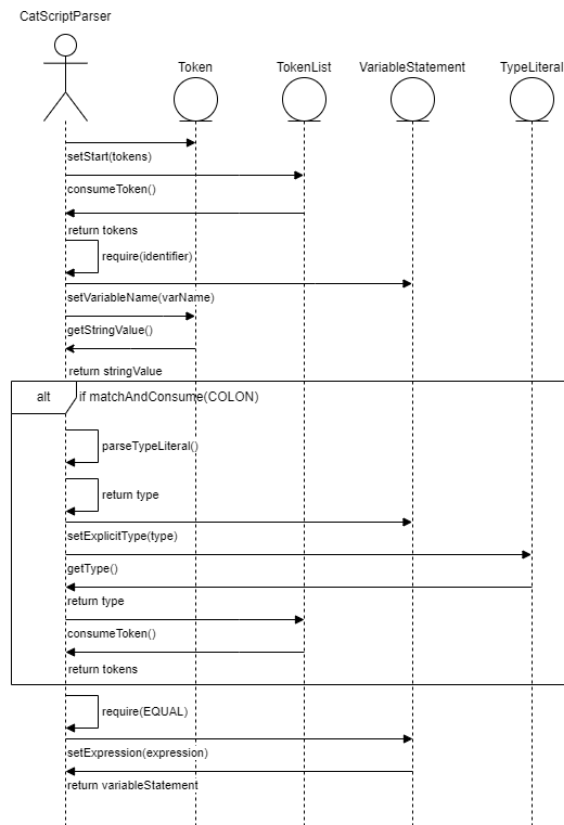 CatScriptParser
Token
TokenList
VariableStatement
TypeLiteral
setStart(tokens)
consumeToken()
return tokens
require(identifier)
setVariableName(varName)
getStringValue()
return stringValue
alt
if matchAndConsume(COLON)
parseTypeLiteral()
return type
setExplicitType(type)
getType()
return type
consumeToken()
return tokens
require(EQUAL)
setExpression(expression)
return variableStatement